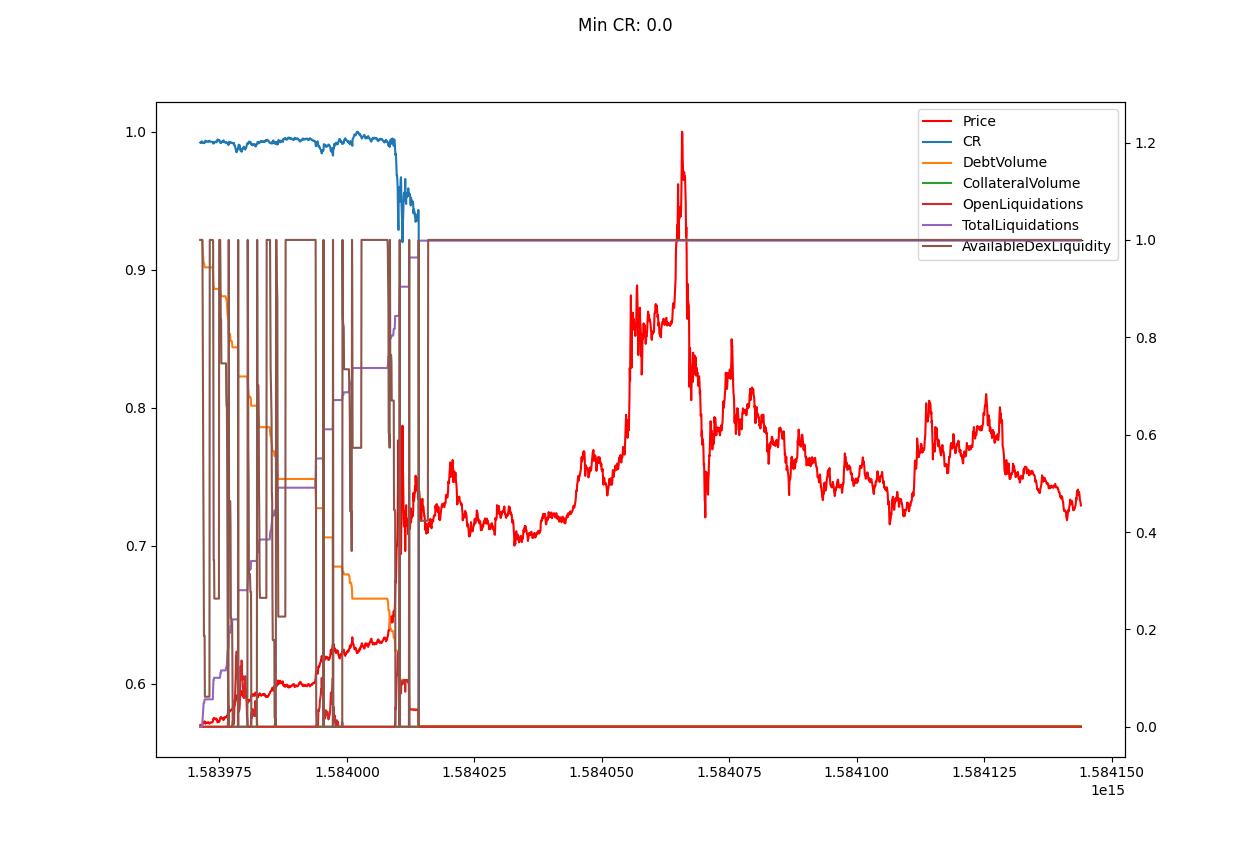 Min CR: 0.0
1.0
0.9
0.8
0.7
0.6
Price
CR
DebtVolume
CollateralVolume
OpenLiquidations
TotalLiquidations
AvailableDexLiquidity
1.2
1.0
0.8
0.6
0.4
0.2
0.0
1.583975 1.584000 1.584025 1.584050 1.584075 1.584100 1.584125 1.584150
1e15